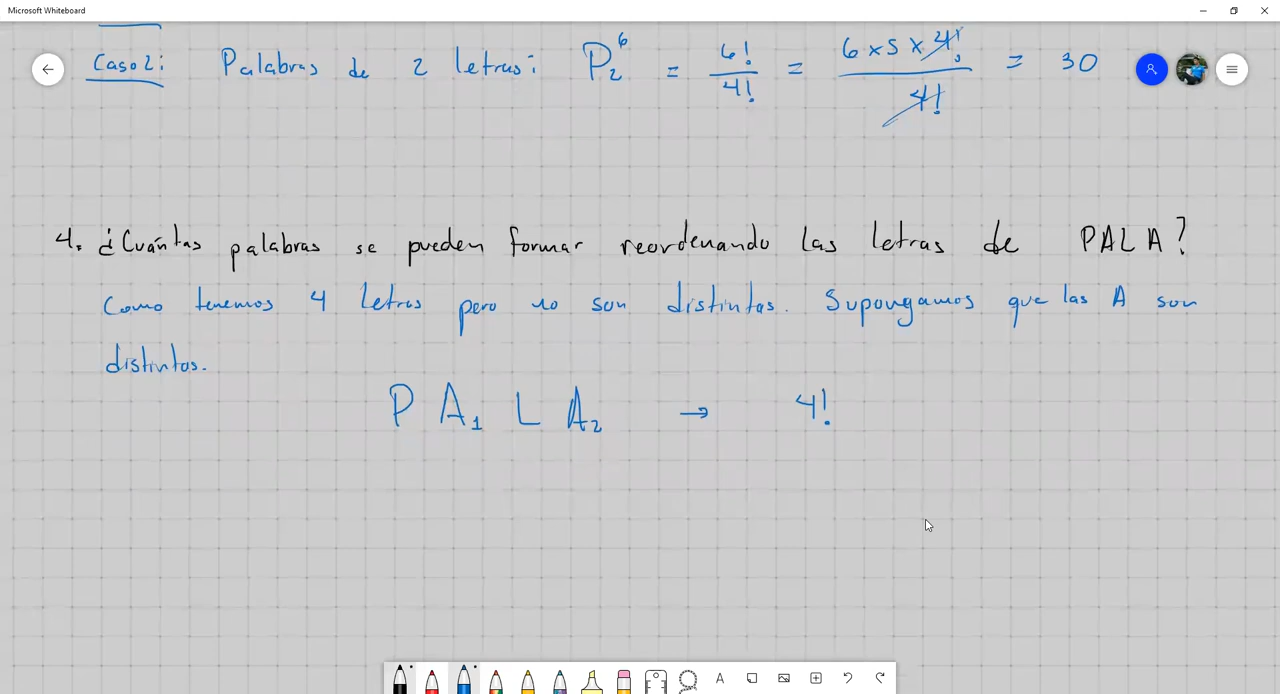 Microsoft Whiteboard
Caso 2: Palabras de 2 letras: P₂⁶ = 6!/4! = 6 x 5 x 4!/4! = 30
4. ¿Cuántas palabras se pueden formar reordenando las letras de PALA?
Como tenemos 4 letras pero no son distintas. Supongamos que las A son
distintas.
P A₁ L A₂ → 4!
A